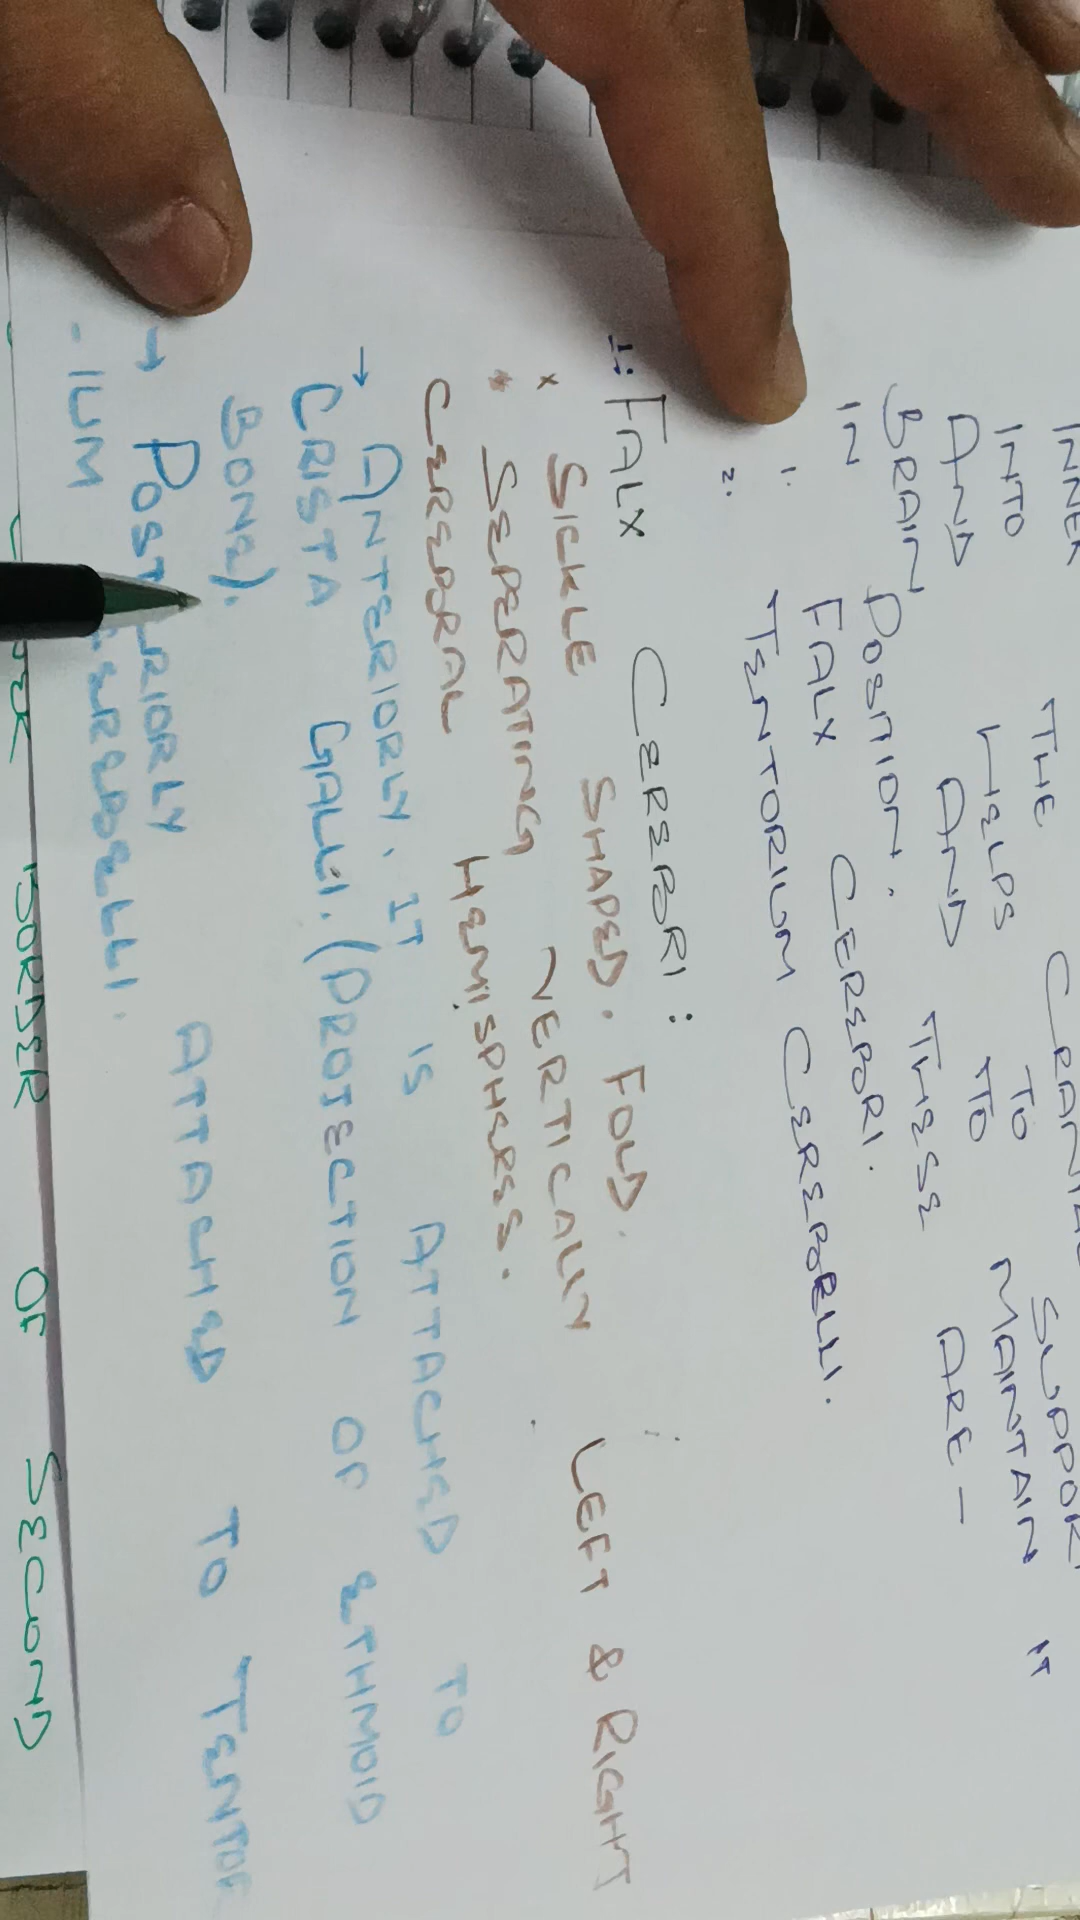 INNER THE CRANIAL
INTO HELPS TO SUPPORT
AND AND TO MAINTAIN IT
BRAIN POSITION. THESE ARE -
IN
1. FALX CEREBRI.
2. TENTORIUM CEREBELLI.
1: FALX CEREBRI:
x SICKLE SHAPED. FOLD.
* SEPERATING VERTICALLY LEFT & RIGHT
CEREBRAL HEMISPHERES.
→ ANTERIORLY, IT IS ATTACHED TO
CRISTA GALLI. (PROJECTION OF ETHMOID
BONE).
→ POSTERIORLY ATTACHED TO TENTOR
-IUM CEREBELLI.
BORDER OF SECOND